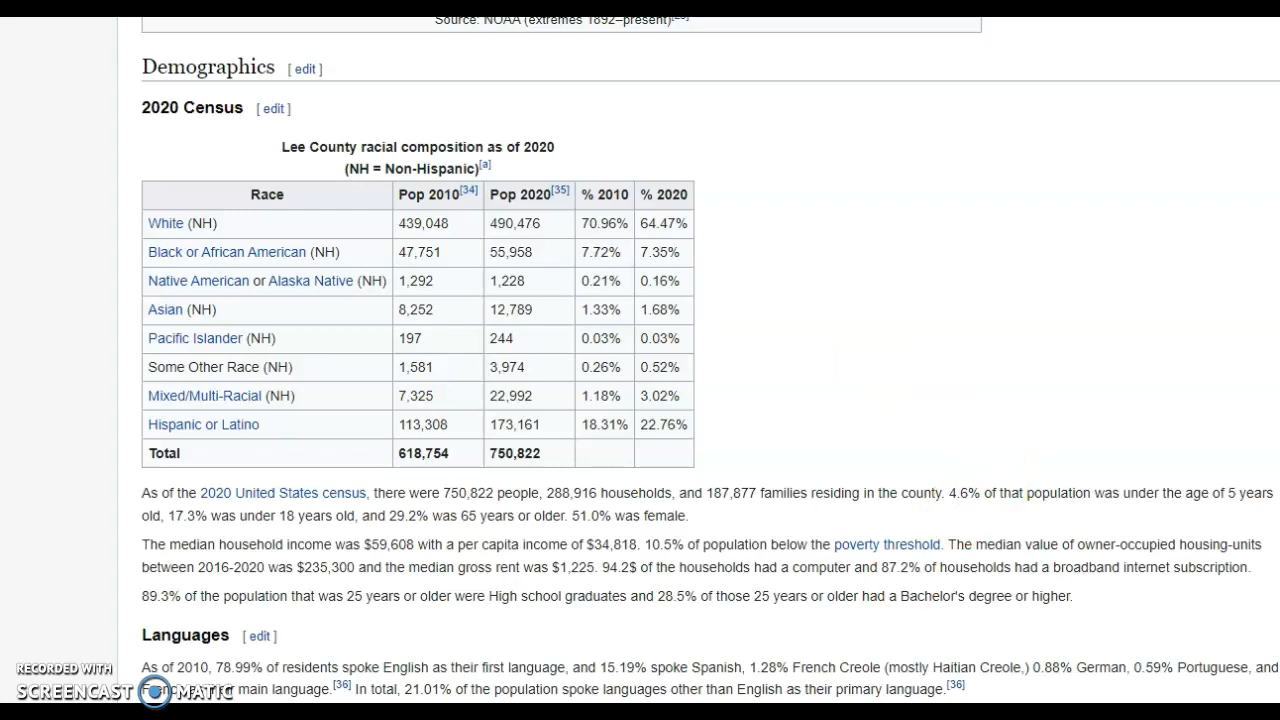 Source: NOAA (extremes 1892–present)
Demographics [ edit ]
2020 Census [ edit ]
Lee County racial composition as of 2020
(NH = Non-Hispanic)[a]
Race Pop 2010[34] Pop 2020[35] % 2010 % 2020
White (NH) 439,048 490,476 70.96% 64.47%
Black or African American (NH) 47,751 55,958 7.72% 7.35%
Native American or Alaska Native (NH) 1,292 1,228 0.21% 0.16%
Asian (NH) 8,252 12,789 1.33% 1.68%
Pacific Islander (NH) 197 244 0.03% 0.03%
Some Other Race (NH) 1,581 3,974 0.26% 0.52%
Mixed/Multi-Racial (NH) 7,325 22,992 1.18% 3.02%
Hispanic or Latino 113,308 173,161 18.31% 22.76%
Total 618,754 750,822
As of the 2020 United States census, there were 750,822 people, 288,916 households, and 187,877 families residing in the county. 4.6% of that population was under the age of 5 years
old, 17.3% was under 18 years old, and 29.2% was 65 years or older. 51.0% was female.
The median household income was $59,608 with a per capita income of $34,818. 10.5% of population below the poverty threshold. The median value of owner-occupied housing-units
between 2016-2020 was $235,300 and the median gross rent was $1,225. 94.2$ of the households had a computer and 87.2% of households had a broadband internet subscription.
89.3% of the population that was 25 years or older were High school graduates and 28.5% of those 25 years or older had a Bachelor's degree or higher.
Languages [ edit ]
As of 2010, 78.99% of residents spoke English as their first language, and 15.19% spoke Spanish, 1.28% French Creole (mostly Haitian Creole,) 0.88% German, 0.59% Portuguese, and
main language.[36] In total, 21.01% of the population spoke languages other than English as their primary language.[36]
RECORDED WITH
SCREENCAST MATIC